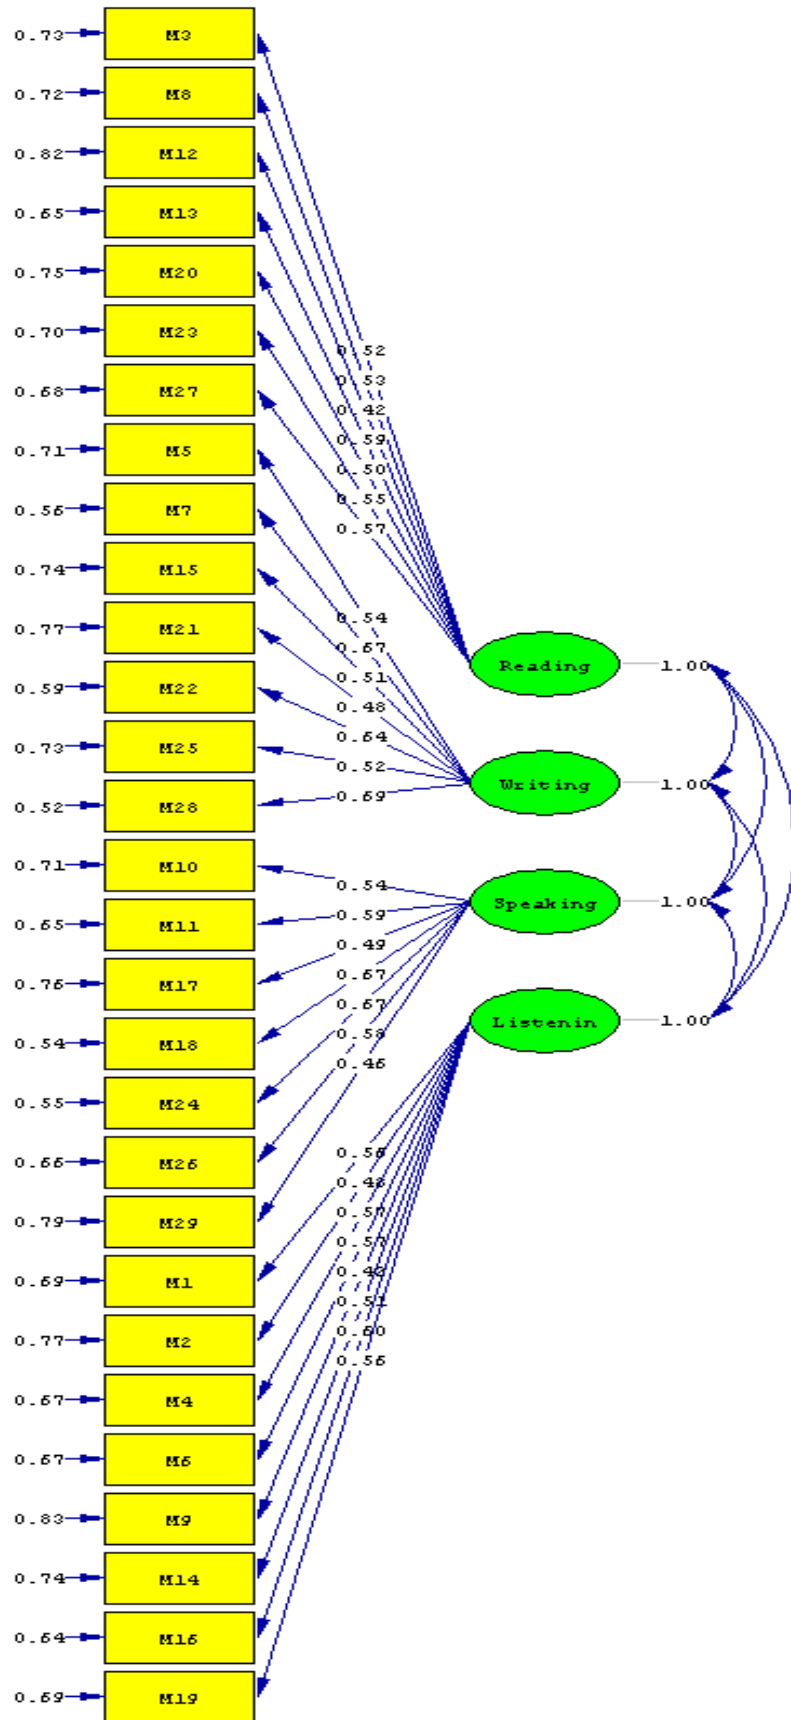 0.73 M3
0.72 M8
0.82 M12
0.65 M13
0.75 M20
0.70 M23
0.68 M27
0.71 M5
0.56 M7
0.74 M15
0.77 M21
0.59 M22
0.73 M25
0.52 M28
0.71 M10
0.65 M11
0.76 M17
0.54 M18
0.55 M24
0.66 M26
0.79 M29
0.69 M1
0.77 M2
0.67 M4
0.67 M6
0.83 M9
0.74 M14
0.64 M16
0.69 M19
0.52
0.53
0.42
0.59
0.50
0.55
0.57
0.54
0.67
0.51
0.48
0.64
0.52
0.69
0.54
0.59
0.49
0.67
0.67
0.58
0.46
0.56
0.48
0.57
0.57
0.51
0.60
0.56
Reading 1.00
Writing 1.00
Speaking 1.00
Listenin 1.00